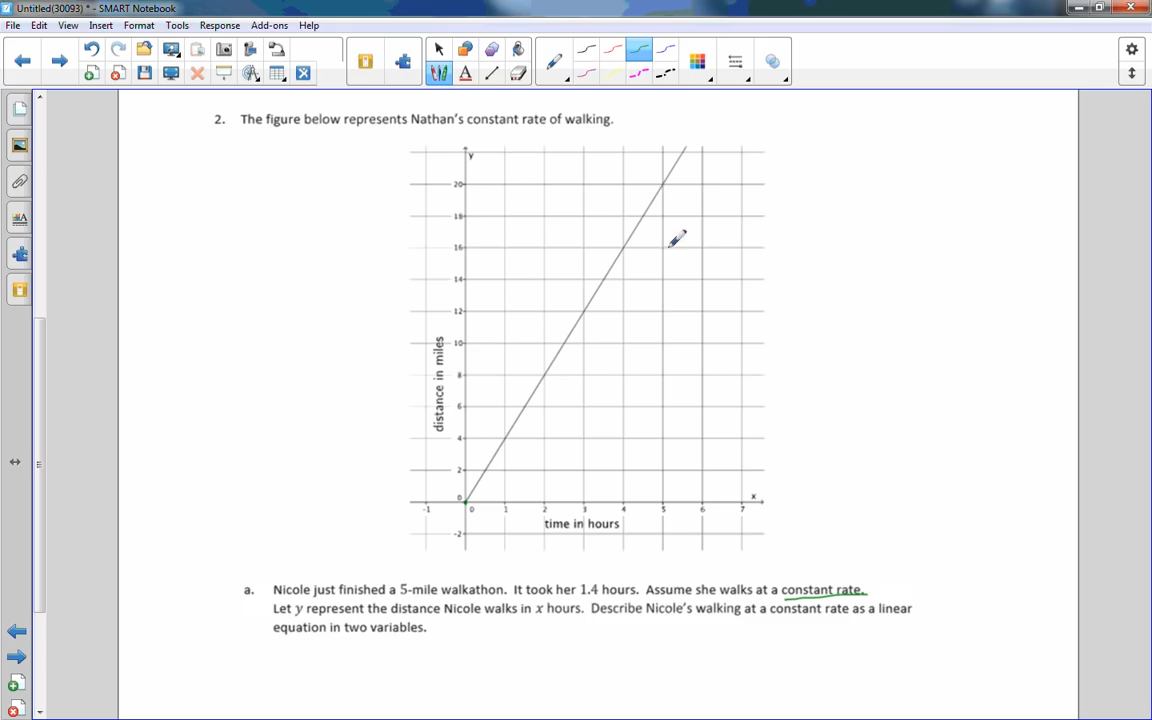 Untitled(30093) * - SMART Notebook
File Edit View Insert Format Tools Response Add-ons Help
2. The figure below represents Nathan's constant rate of walking.
y
20
18
16
14
12
10
8
6
4
2
0
-2
distance in miles
x
-1 0 1 2 3 4 5 6 7
time in hours
a. Nicole just finished a 5-mile walkathon. It took her 1.4 hours. Assume she walks at a constant rate.
Let y represent the distance Nicole walks in x hours. Describe Nicole's walking at a constant rate as a linear
equation in two variables.